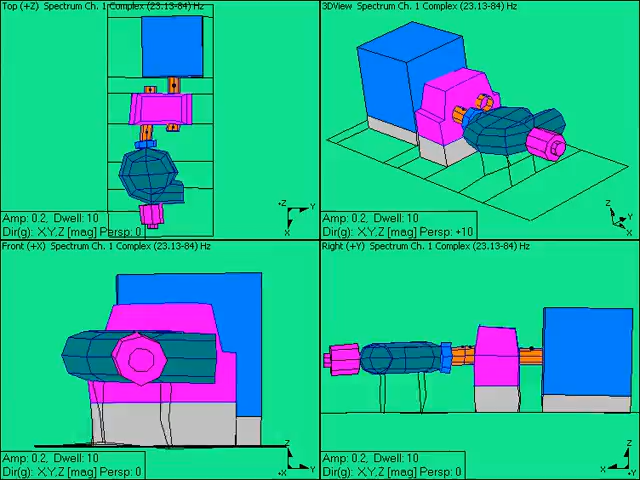 Top (+Z) Spectrum Ch. 1 Complex (23.13-84) Hz
Z
Y
X
Amp: 0.2, Dwell: 10
Dir(g): X,Y,Z [mag] Persp: 0
3DView Spectrum Ch. 1 Complex (23.13-84) Hz
Z
Y
X
Amp: 0.2, Dwell: 10
Dir(g): X,Y,Z [mag] Persp: +10
Front (+X) Spectrum Ch. 1 Complex (23.13-84) Hz
Z
Y
X
Amp: 0.2, Dwell: 10
Dir(g): X,Y,Z [mag] Persp: 0
Right (+Y) Spectrum Ch. 1 Complex (23.13-84) Hz
Z
X
Y
Amp: 0.2, Dwell: 10
Dir(g): X,Y,Z [mag] Persp: 0